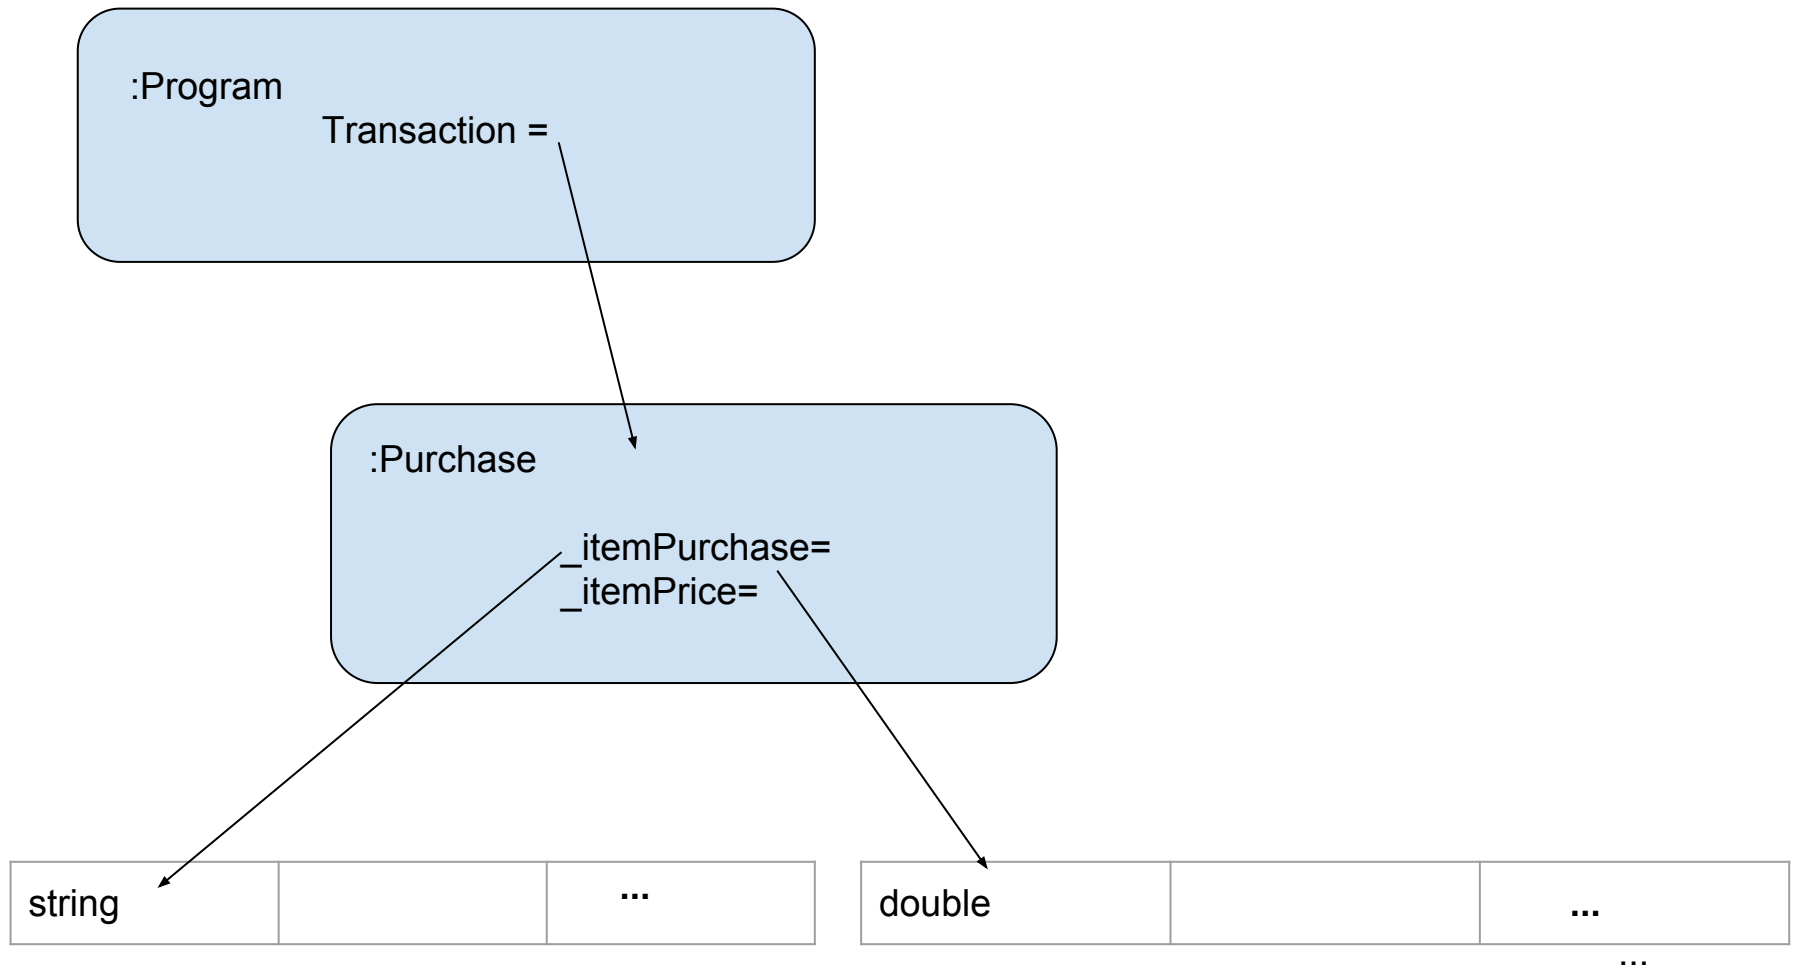 :Program
Transaction =
:Purchase
_itemPurchase=
_itemPrice=
string ...
double ...
...